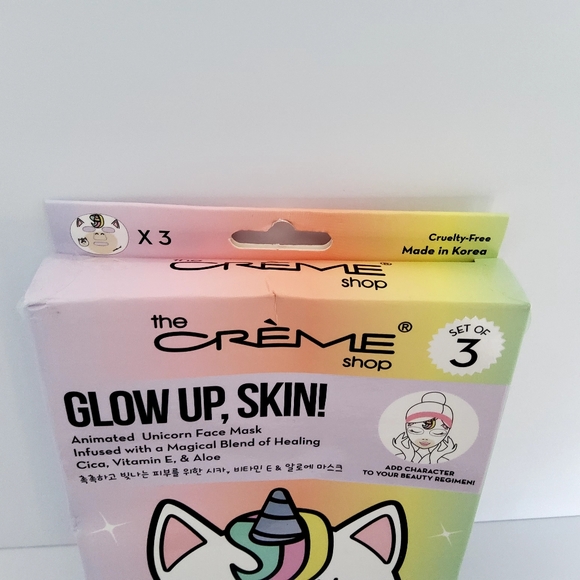 X 3
Cruelty-Free
Made in Korea
the
CRÈME®
shop
the
CRÈME®
shop
SET OF
3
GLOW UP, SKIN!
Animated Unicorn Face Mask
Infused with a Magical Blend of Healing
Cica, Vitamin E, & Aloe
촉촉하고 빛나는 피부를 위한 시카, 비타민 E & 알로에 마스크
ADD CHARACTER
TO YOUR BEAUTY REGIMEN!